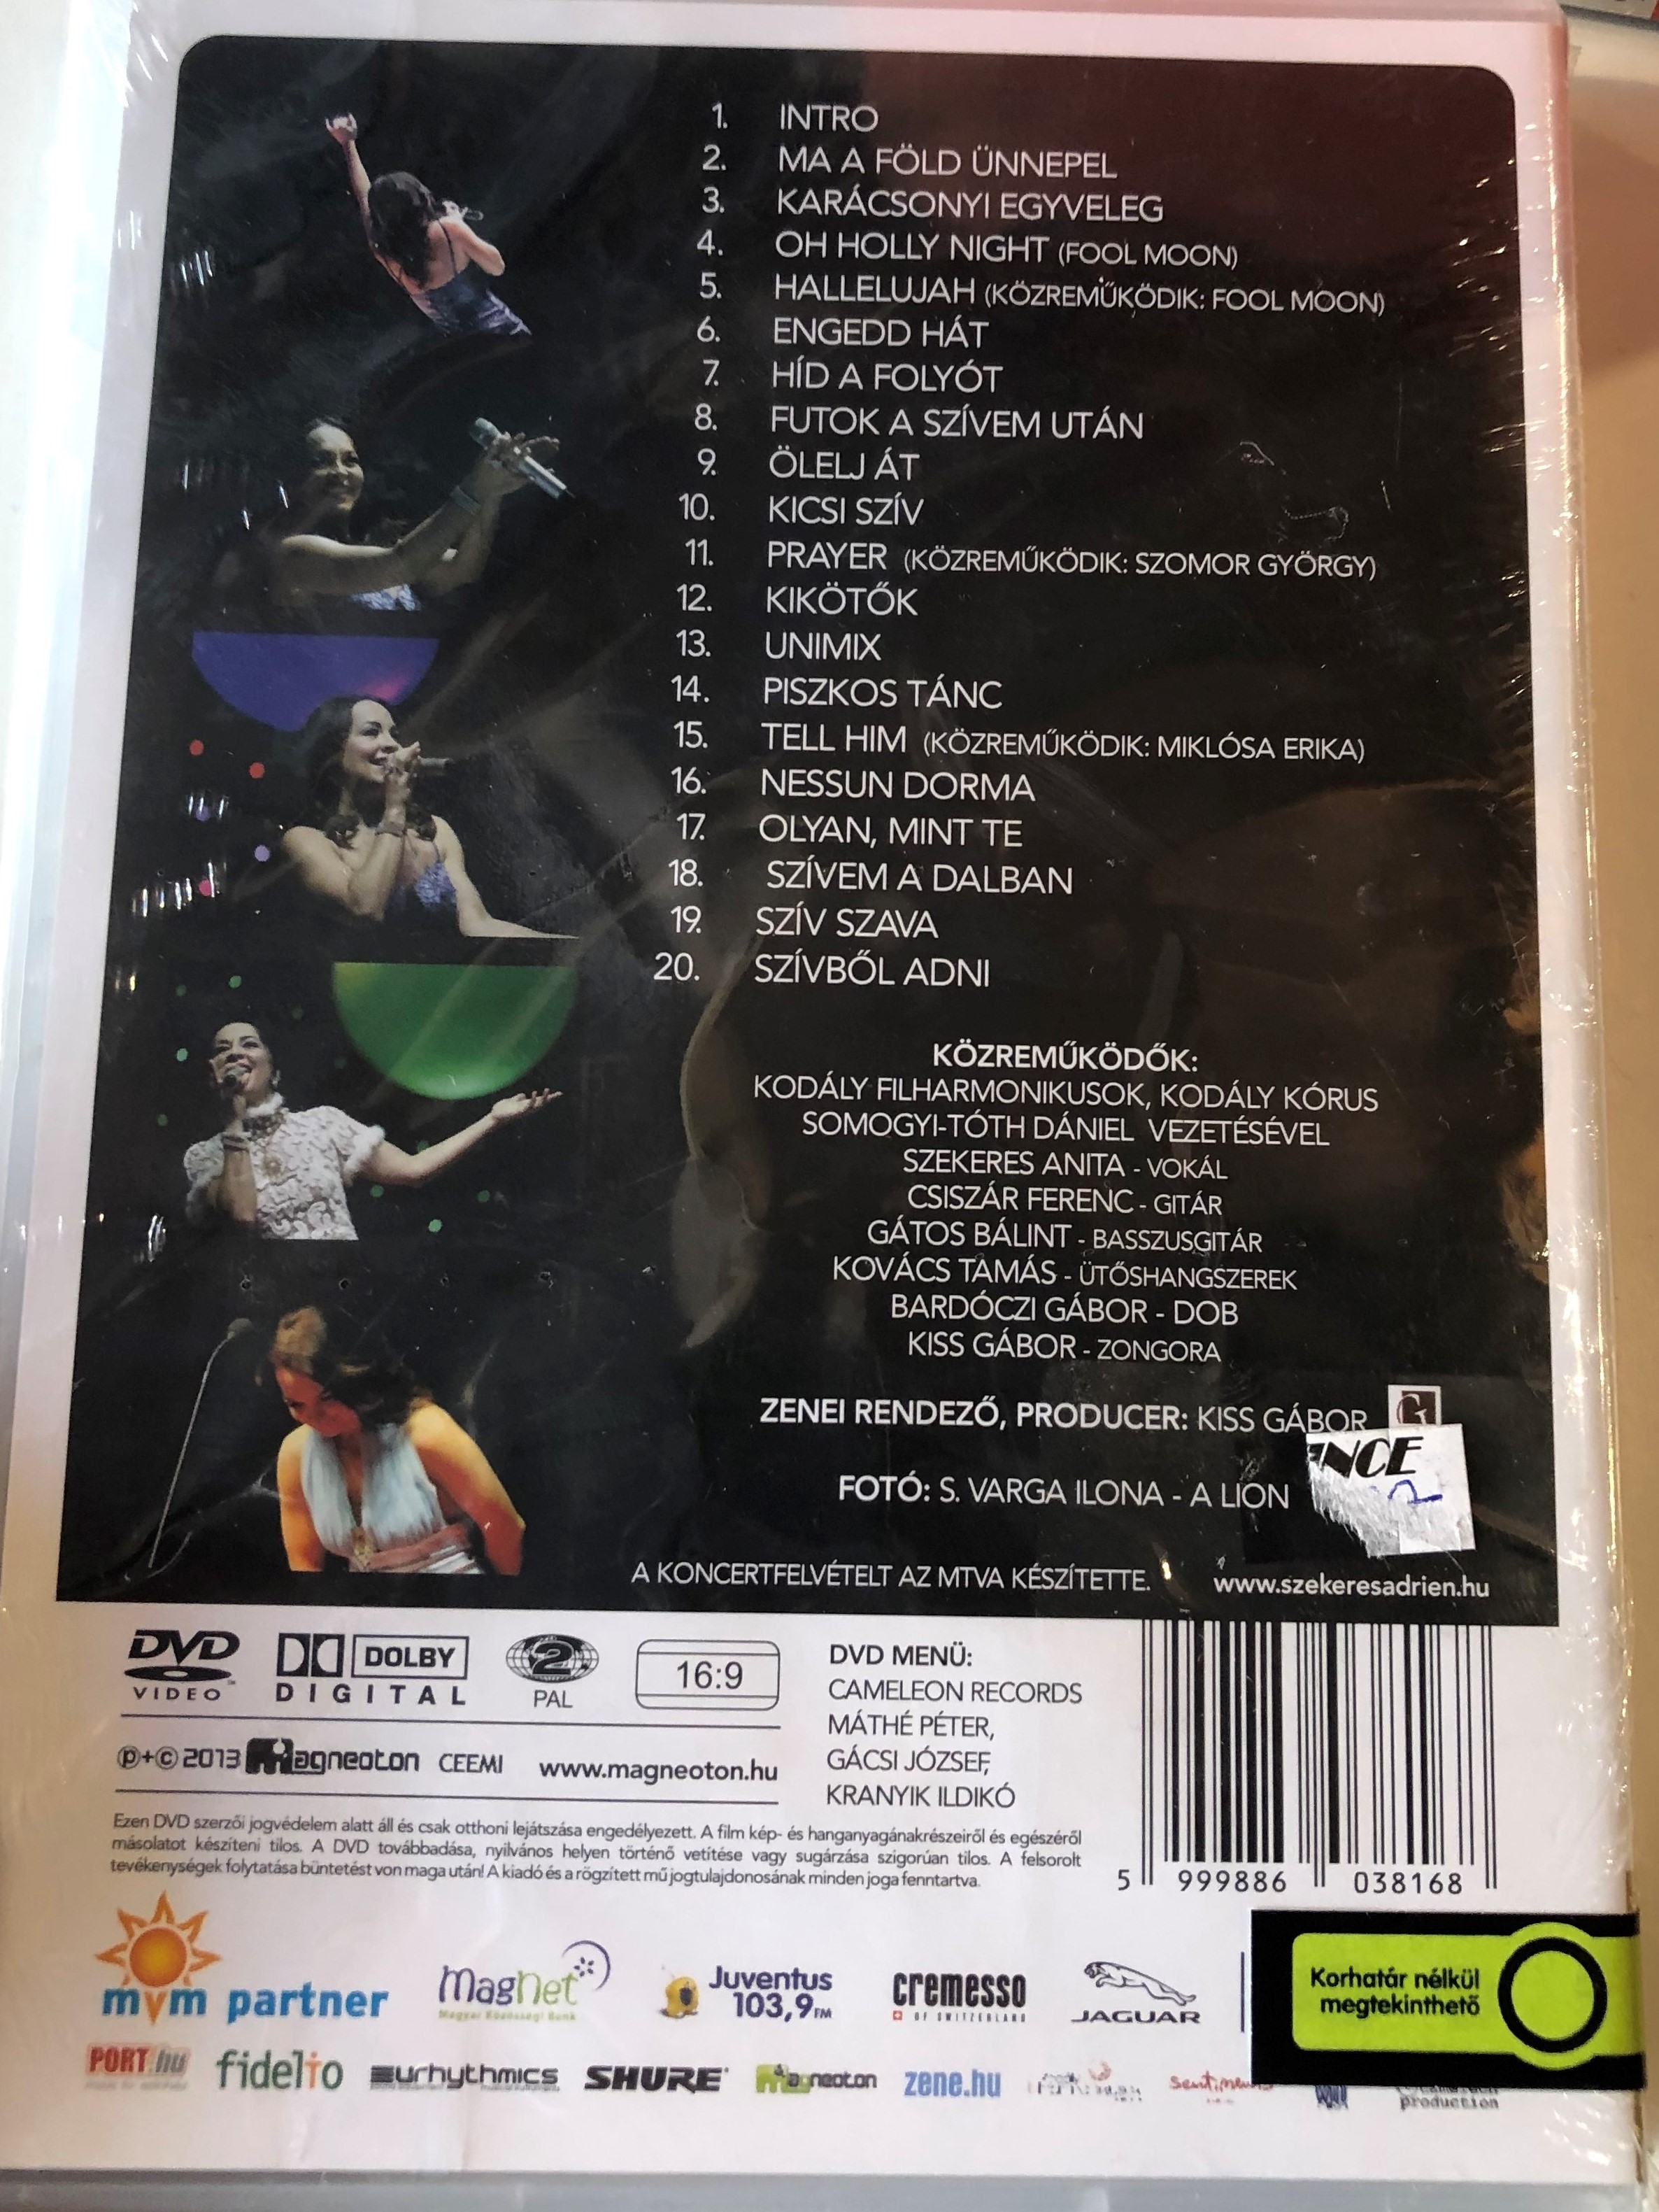 1. INTRO
2. MA A FÖLD ÜNNEPEL
3. KARÁCSONYI EGYVELEG
4. OH HOLLY NIGHT (FOOL MOON)
5. HALLELUJAH (KÖZREMŰKÖDIK: FOOL MOON)
6. ENGEDD HÁT
7. HÍD A FOLYÓT
8. FUTOK A SZÍVEM UTÁN
9. ÖLELJ ÁT
10. KICSI SZÍV
11. PRAYER (KÖZREMŰKÖDIK: SZOMOR GYÖRGY)
12. KIKÖTŐK
13. UNIMIX
14. PISZKOS TÁNC
15. TELL HIM (KÖZREMŰKÖDIK: MIKLÓSA ERIKA)
16. NESSUN DORMA
17. OLYAN, MINT TE
18. SZÍVEM A DALBAN
19. SZÍV SZAVA
20. SZÍVBŐL ADNI
KÖZREMŰKÖDŐK:
KODÁLY FILHARMONIKUSOK, KODÁLY KÓRUS
SOMOGYI-TÓTH DÁNIEL VEZETÉSÉVEL
SZEKERES ANITA - VOKÁL
CSISZÁR FERENC - GITÁR
GÁTOS BÁLINT - BASSZUSGITÁR
KOVÁCS TAMÁS - ÜTŐSHANGSZEREK
BARDÓCZI GÁBOR - DOB
KISS GÁBOR - ZONGORA
ZENEI RENDEZŐ, PRODUCER: KISS GÁBOR
NCE
FOTÓ: S. VARGA ILONA - A LION
A KONCERTFELVÉTELT AZ MTVA KÉSZÍTETTE. www.szekeresadrien.hu
DVD VIDEO
DOLBY DIGITAL
2 PAL
16:9
DVD MENÜ:
CAMELEON RECORDS
MÁTHÉ PÉTER,
GÁCSI JÓZSEF,
KRANYIK ILDIKÓ
℗+© 2013 Magneoton CEEMI www.magneoton.hu
Ezen DVD szerzői jogvédelem alatt áll és csak otthoni lejátszása engedélyezett. A film kép- és hanganyagánakrészeiről és egészéről
másolatot készíteni tilos. A DVD továbbadása, nyilvános helyen történő vetítése vagy sugárzása szigorúan tilos. A felsorolt
tevékenységek folytatása büntetést von maga után! A kiadó és a rögzített mű jogtulajdonosának minden joga fenntartva.
5 999886 038168
mvm partner
MagNet
Magyar Közösségi Bank
Juventus
103,9 FM
cremesso
OF SWITZERLAND
JAGUAR
Korhatár nélkül
megtekinthető
PORT.hu
fidelio
Eurhythmics
SHURE
Magneoton
zene.hu
production